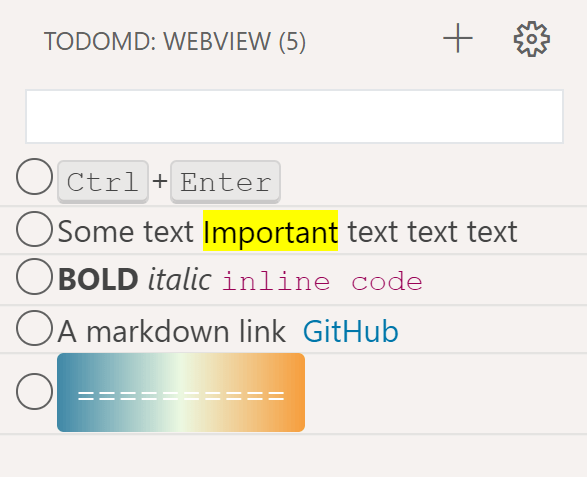 TODOMD: WEBVIEW (5)
Ctrl+Enter
Some text Important text text text
BOLD italic inline code
A markdown link GitHub
==========